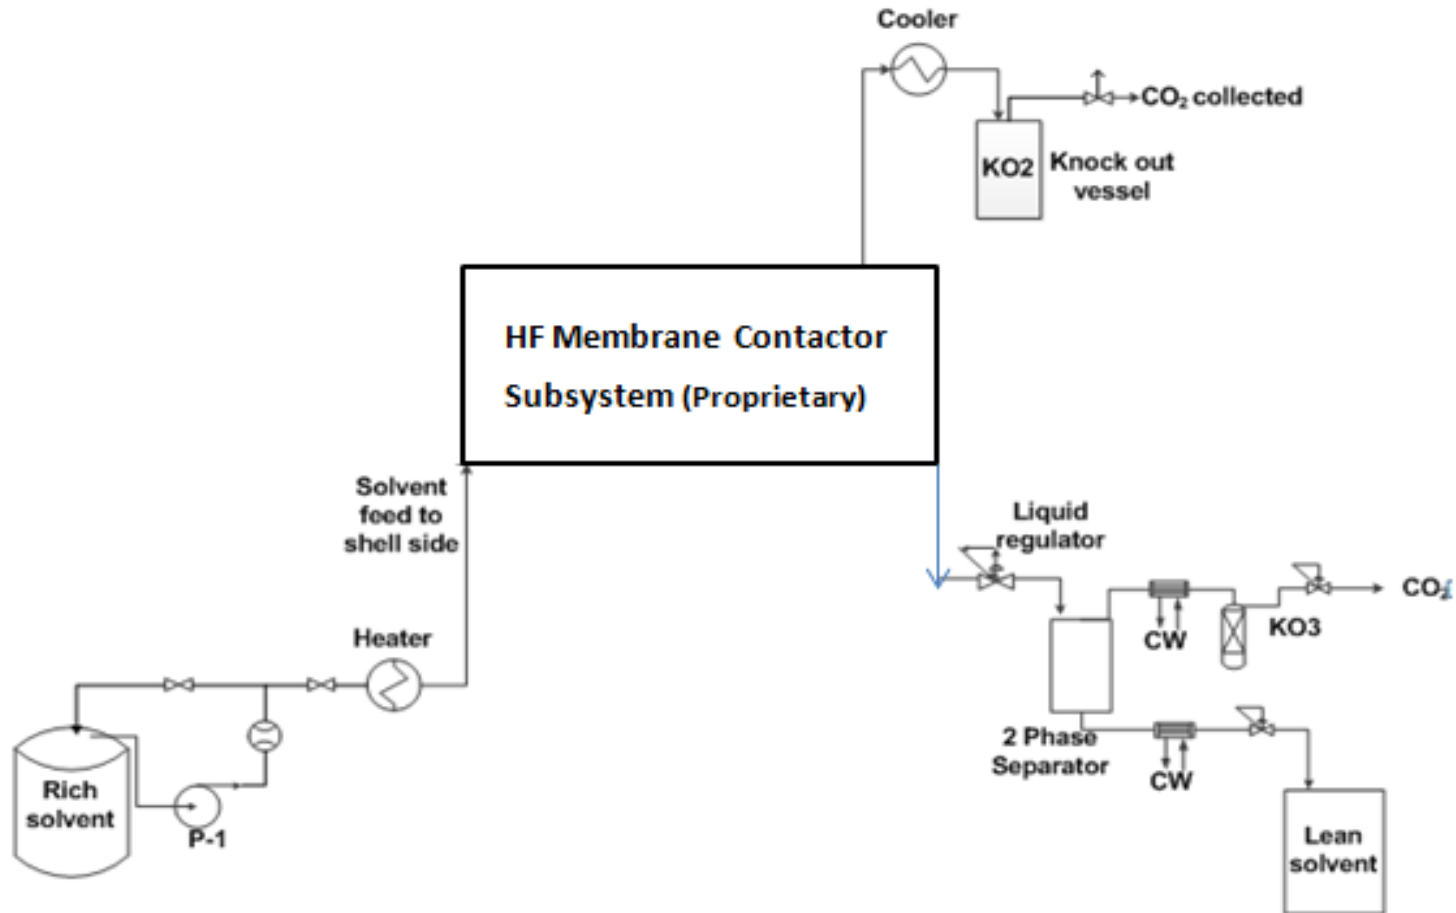 Cooler
CO₂ collected
KO2
Knock out
vessel
HF Membrane Contactor
Subsystem (Proprietary)
Solvent
feed to
shell side
Liquid
regulator
CO₂
CW
KO3
Heater
2 Phase
Separator
CW
Rich
solvent
P-1
Lean
solvent